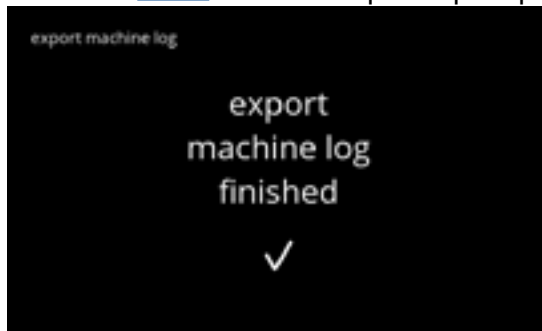 export machine log
export
machine log
finished